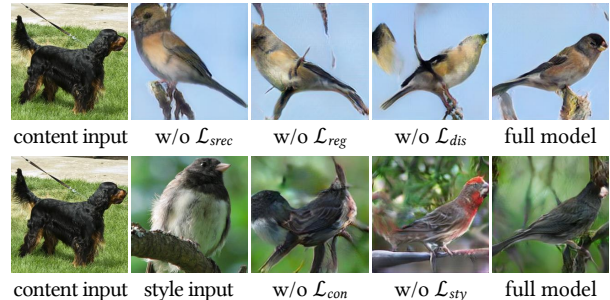 content input w/o ℒsrec w/o ℒreg w/o ℒdis full model
content input style input w/o ℒcon w/o ℒsty full model